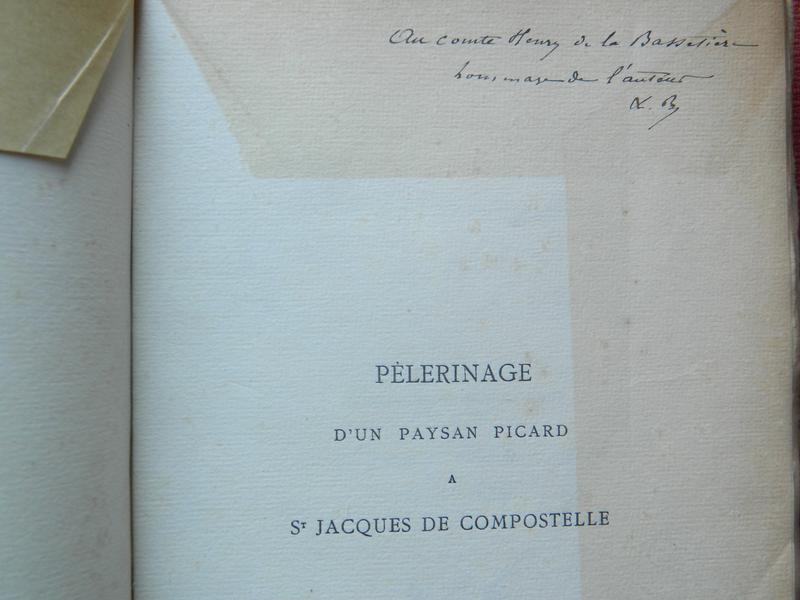 Au comte Henry de la Bassetière
hommage de l'auteur
PÈLERINAGE
D'UN PAYSAN PICARD
A
Sᵀ JACQUES DE COMPOSTELLE